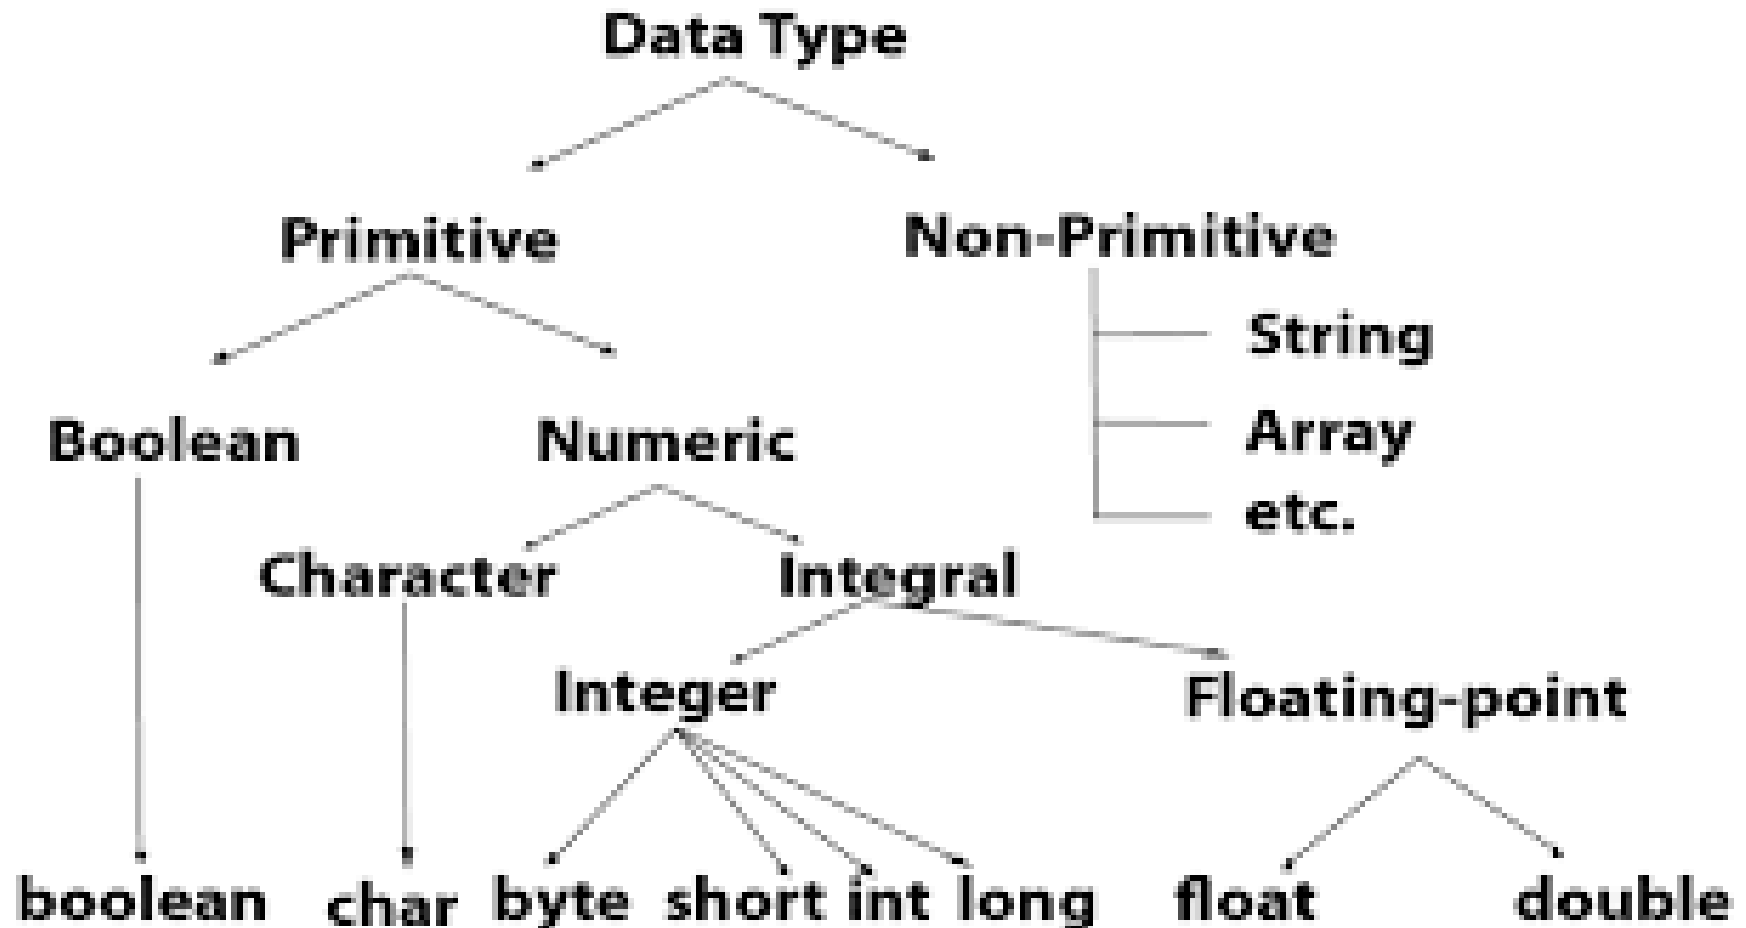 Data Type
Primitive
Non-Primitive
String
Array
etc.
Boolean
Numeric
Character
Integral
Integer
Floating-point
boolean
char
byte
short
int
long
float
double